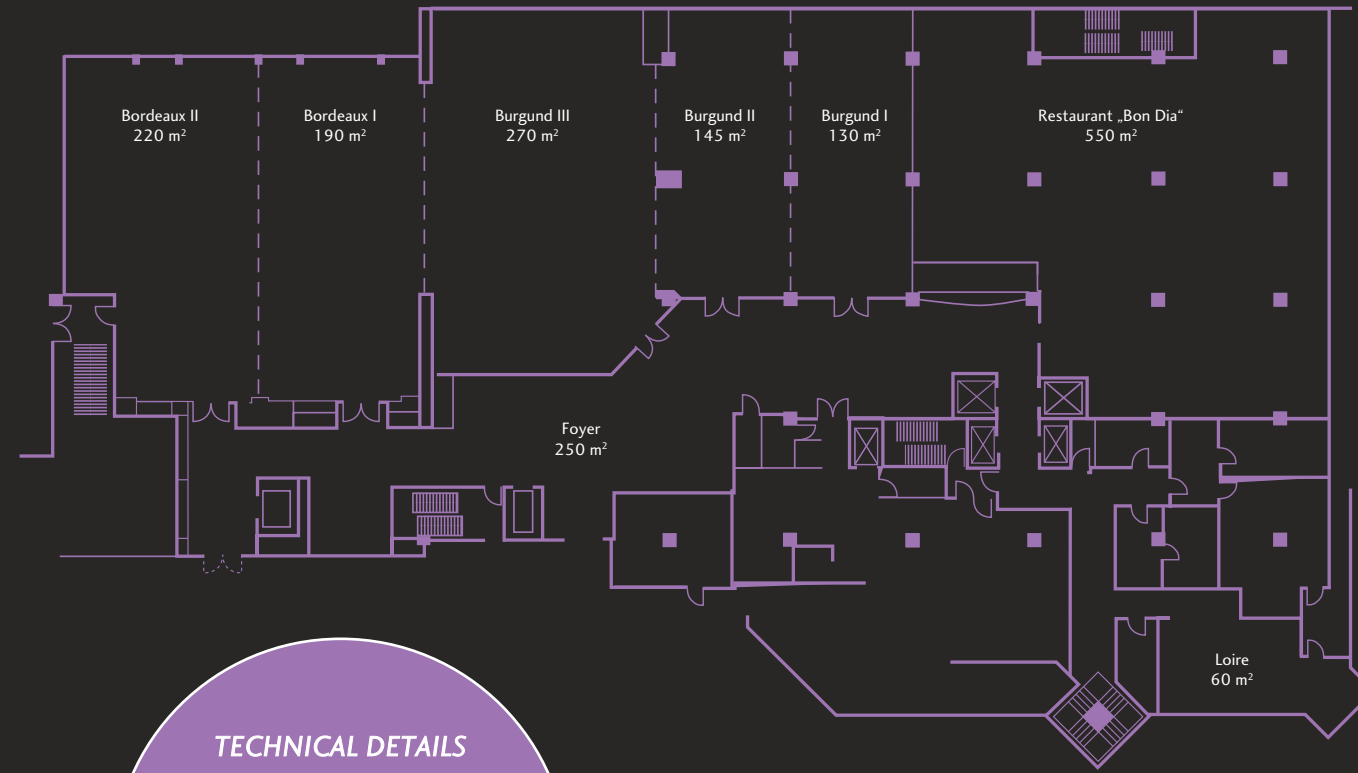 Bordeaux II
220 m²
Bordeaux I
190 m²
Burgund III
270 m²
Burgund II
145 m²
Burgund I
130 m²
Restaurant „Bon Dia“
550 m²
Foyer
250 m²
Loire
60 m²
TECHNICAL DETAILS